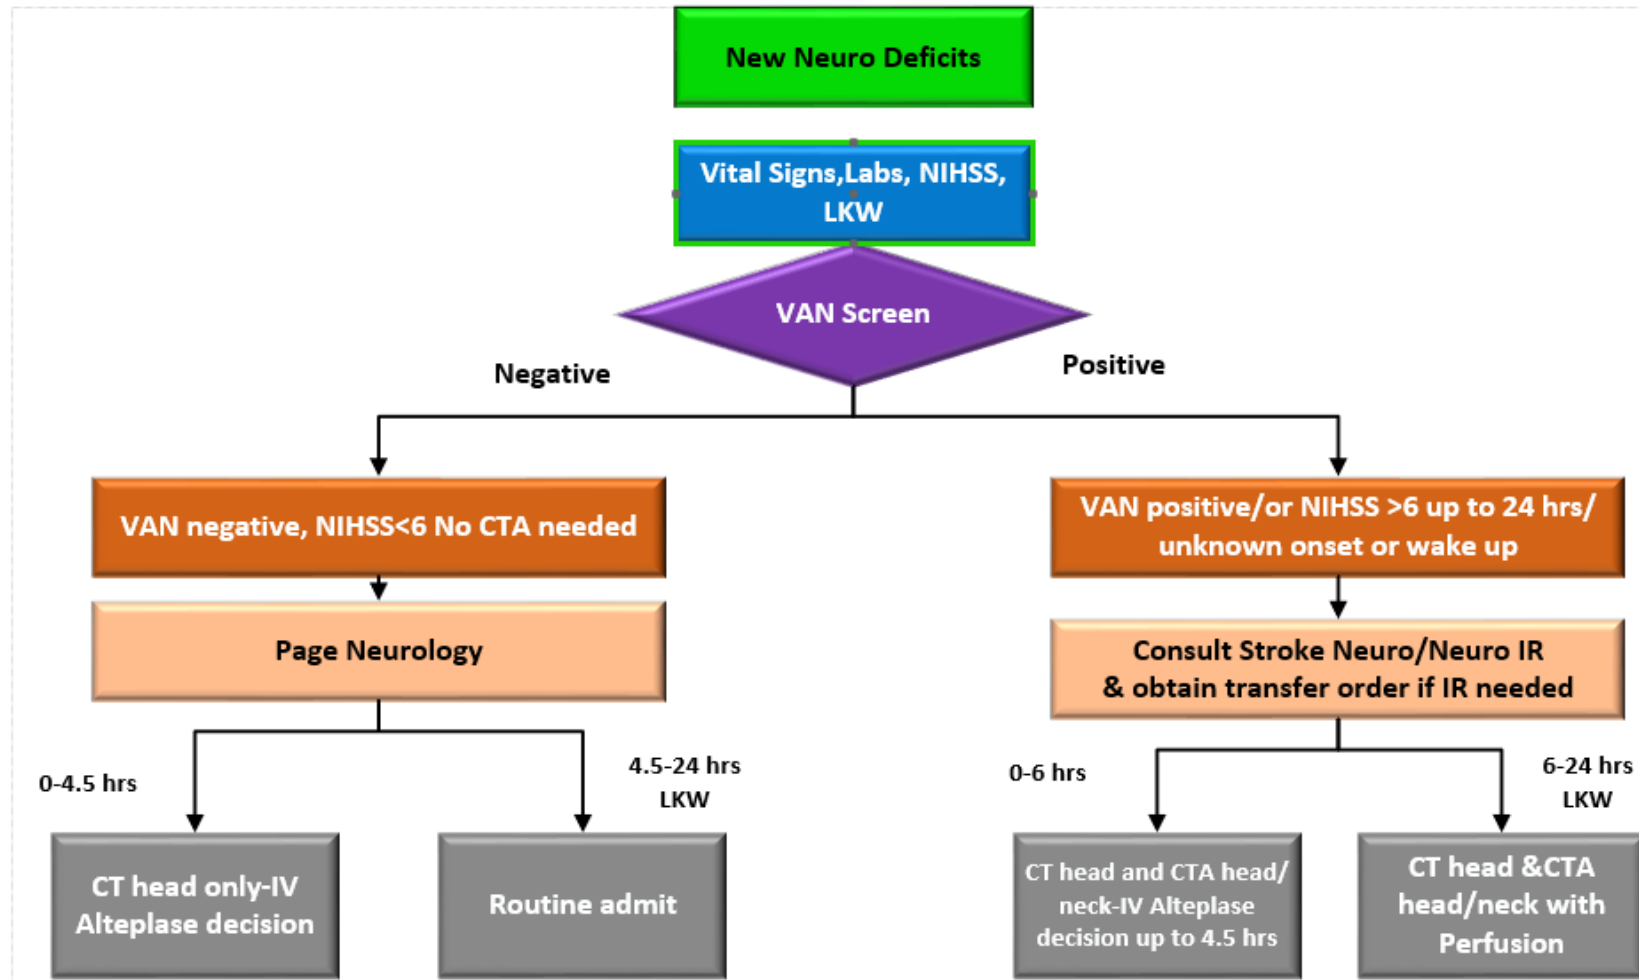 New Neuro Deficits
Vital Signs,Labs, NIHSS,
LKW
VAN Screen
Negative
Positive
VAN negative, NIHSS<6 No CTA needed
VAN positive/or NIHSS >6 up to 24 hrs/
unknown onset or wake up
Page Neurology
Consult Stroke Neuro/Neuro IR
& obtain transfer order if IR needed
0-4.5 hrs
4.5-24 hrs
LKW
0-6 hrs
6-24 hrs
LKW
CT head only-IV
Alteplase decision
Routine admit
CT head and CTA head/
neck-IV Alteplase
decision up to 4.5 hrs
CT head &CTA
head/neck with
Perfusion